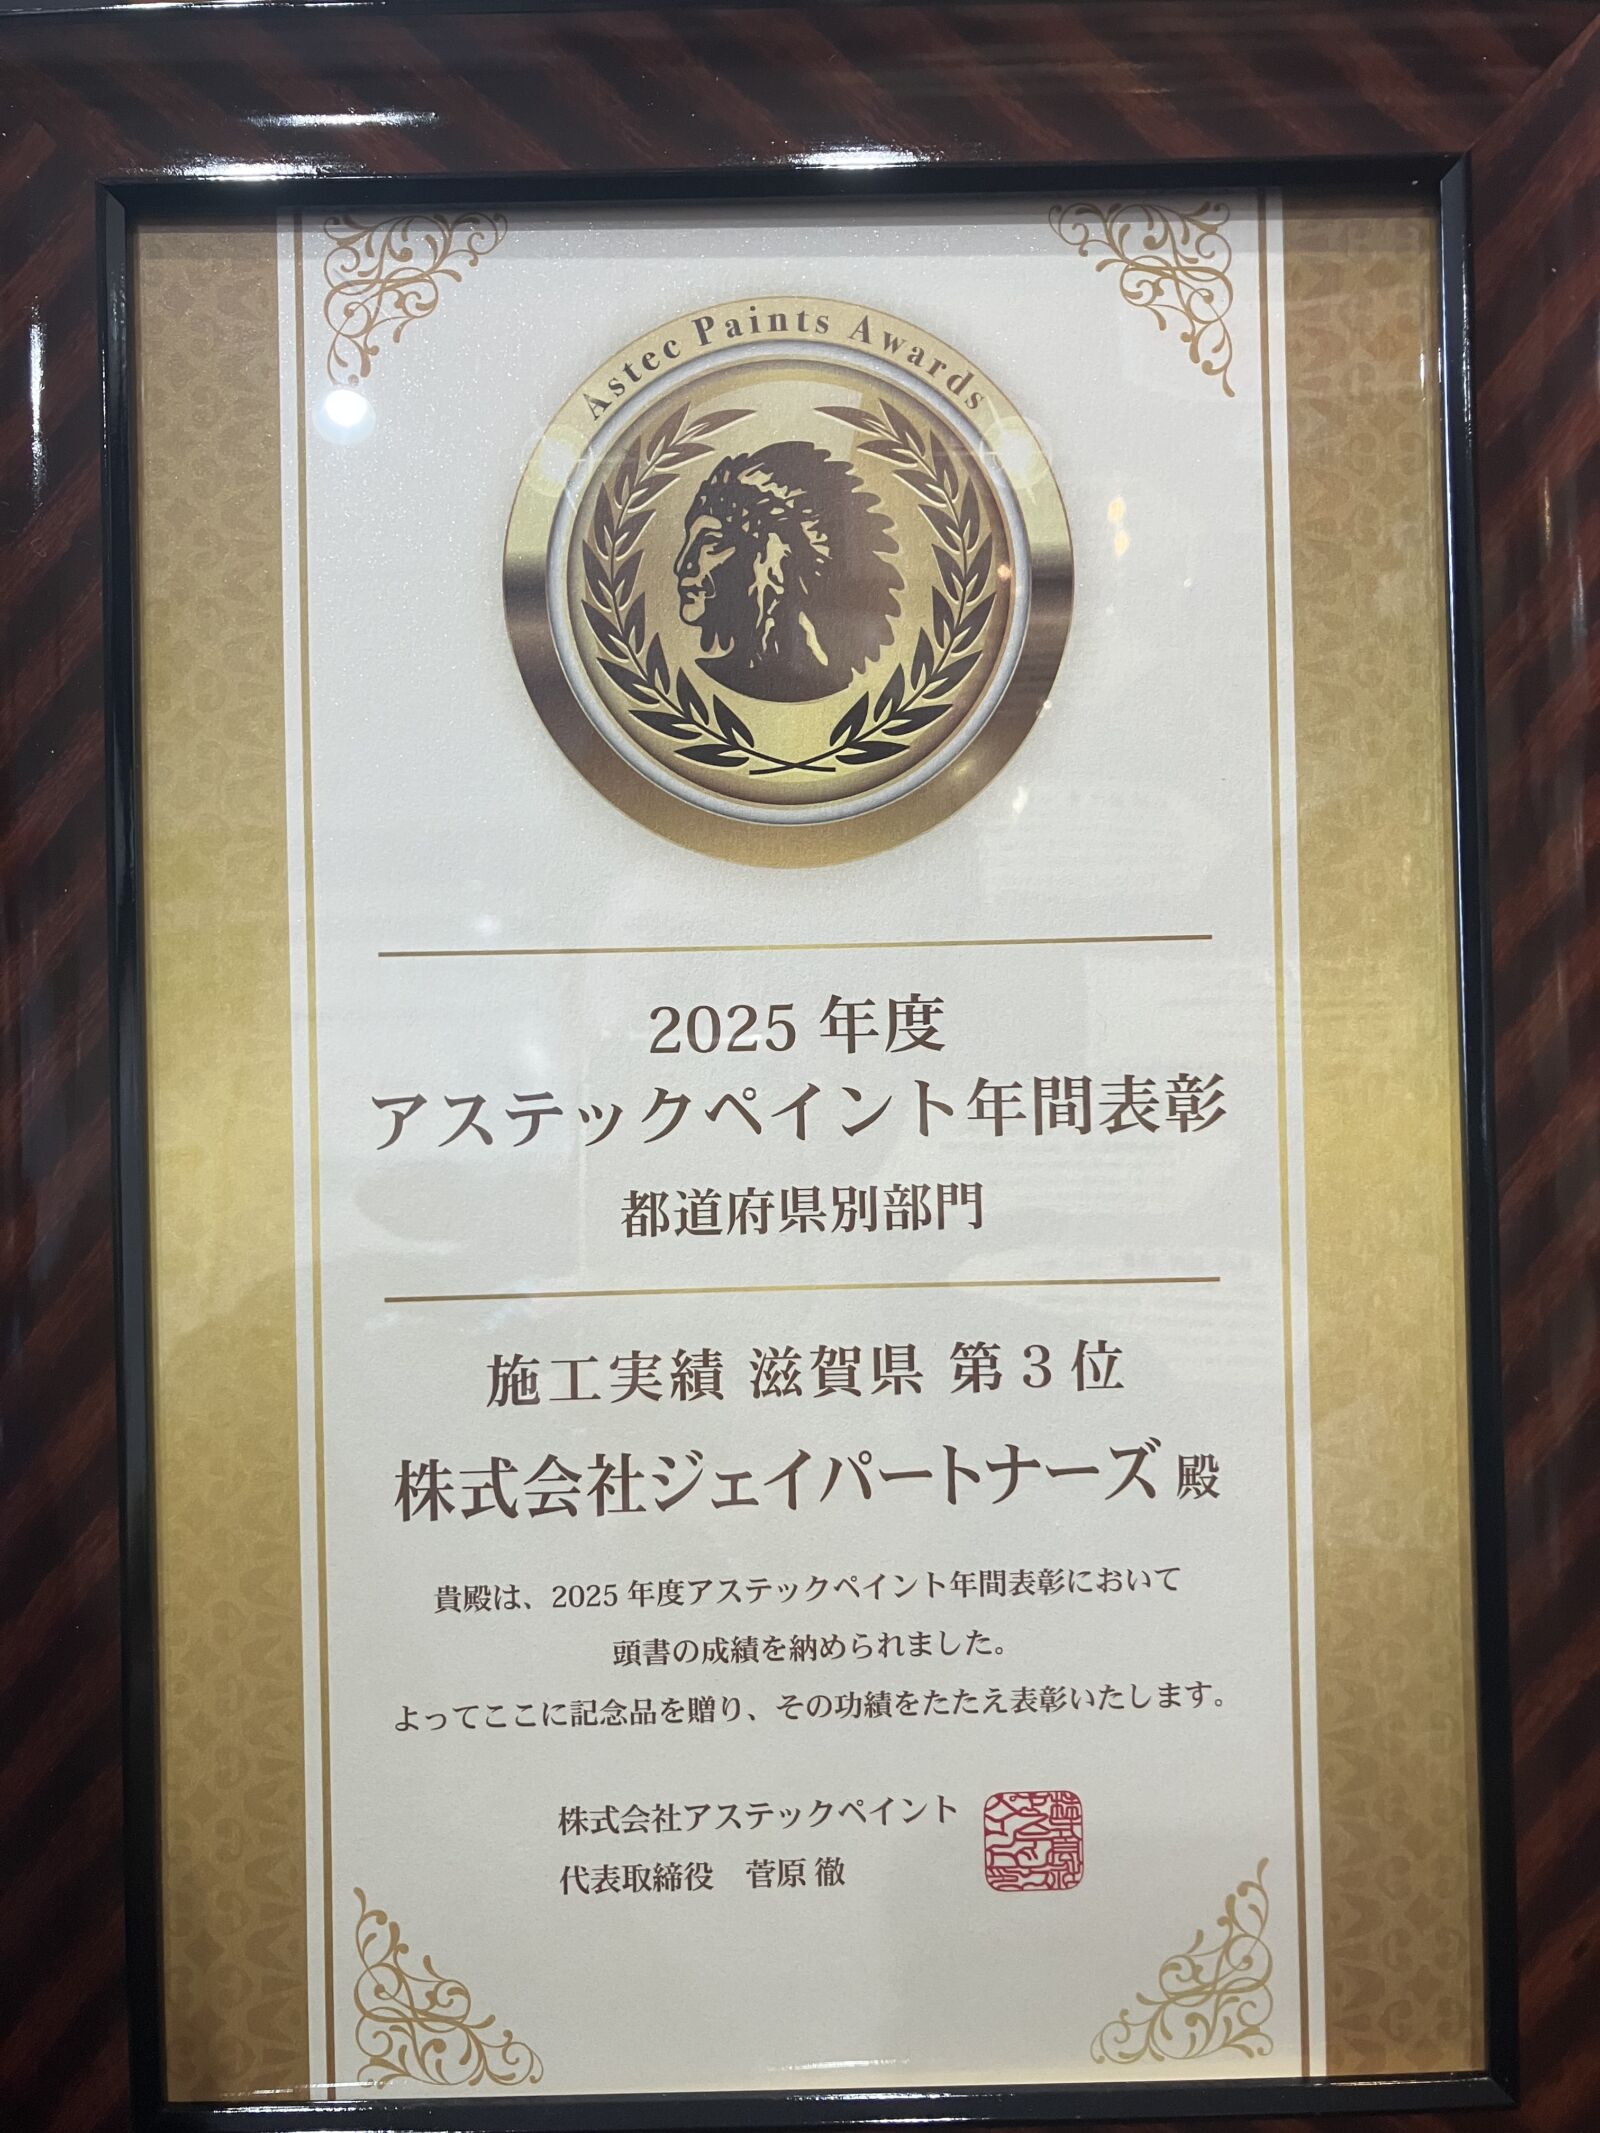 Astec Paints Awards
2025 年度
アステックペイント年間表彰
都道府県別部門
施工実績 滋賀県 第3位
株式会社ジェイパートナーズ 殿
貴殿は、2025 年度アステックペイント年間表彰において
頭書の成績を納められました。
よってここに記念品を贈り、その功績をたたえ表彰いたします。
株式会社アステックペイント
代表取締役　菅原 徹